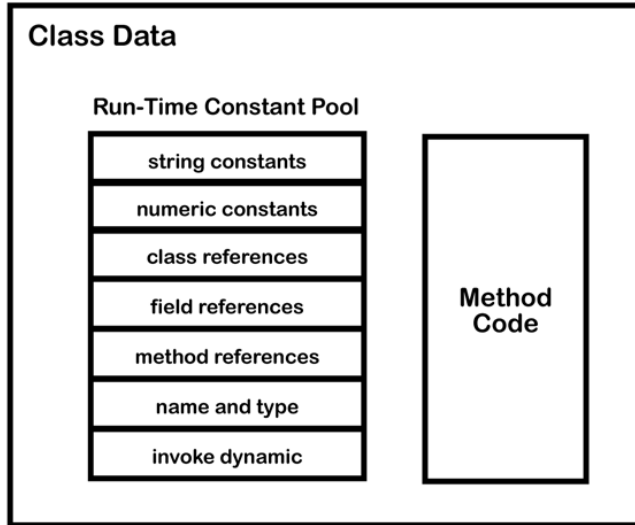 Class Data
Run-Time Constant Pool
string constants
numeric constants
class references
field references
method references
name and type
invoke dynamic
Method
Code